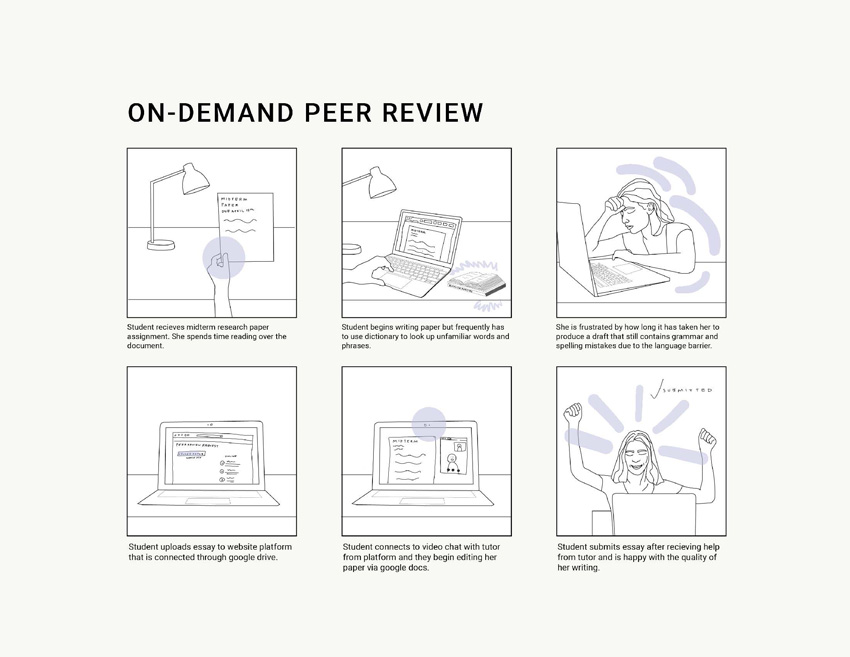 ON-DEMAND PEER REVIEW
MIDTERM
PAPER
DUE APRIL 10TH
Student recieves midterm research paper
assignment. She spends time reading over the
document.
Student begins writing paper but frequently has
to use dictionary to look up unfamiliar words and
phrases.
She is frustrated by how long it has taken her to
produce a draft that still contains grammar and
spelling mistakes due to the language barrier.
Student uploads essay to website platform
that is connected through google drive.
MIDTERM
Student connects to video chat with tutor
from platform and they begin editing her
paper via google docs.
SUBMITTED
Student submits essay after recieving help
from tutor and is happy with the quality of
her writing.